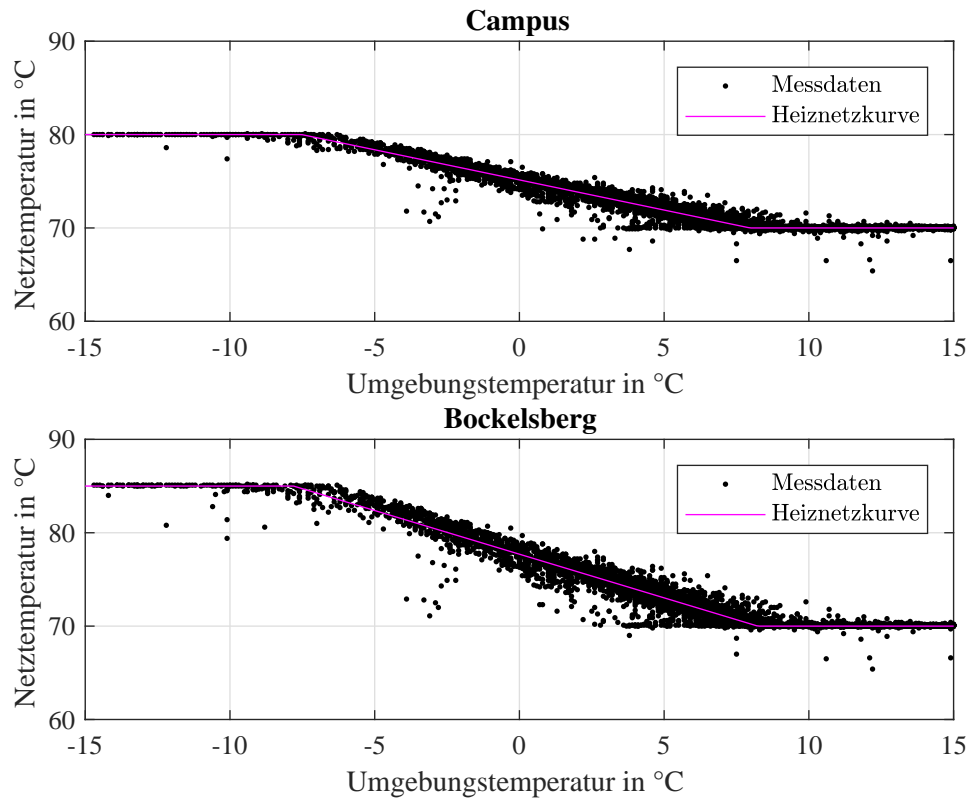 Campus
Netztemperatur in °C
90
80
70
60
Messdaten
Heiznetzkurve
-15
-10
-5
0
5
10
15
Umgebungstemperatur in °C
Bockelsberg
Netztemperatur in °C
90
80
70
60
Messdaten
Heiznetzkurve
-15
-10
-5
0
5
10
15
Umgebungstemperatur in °C